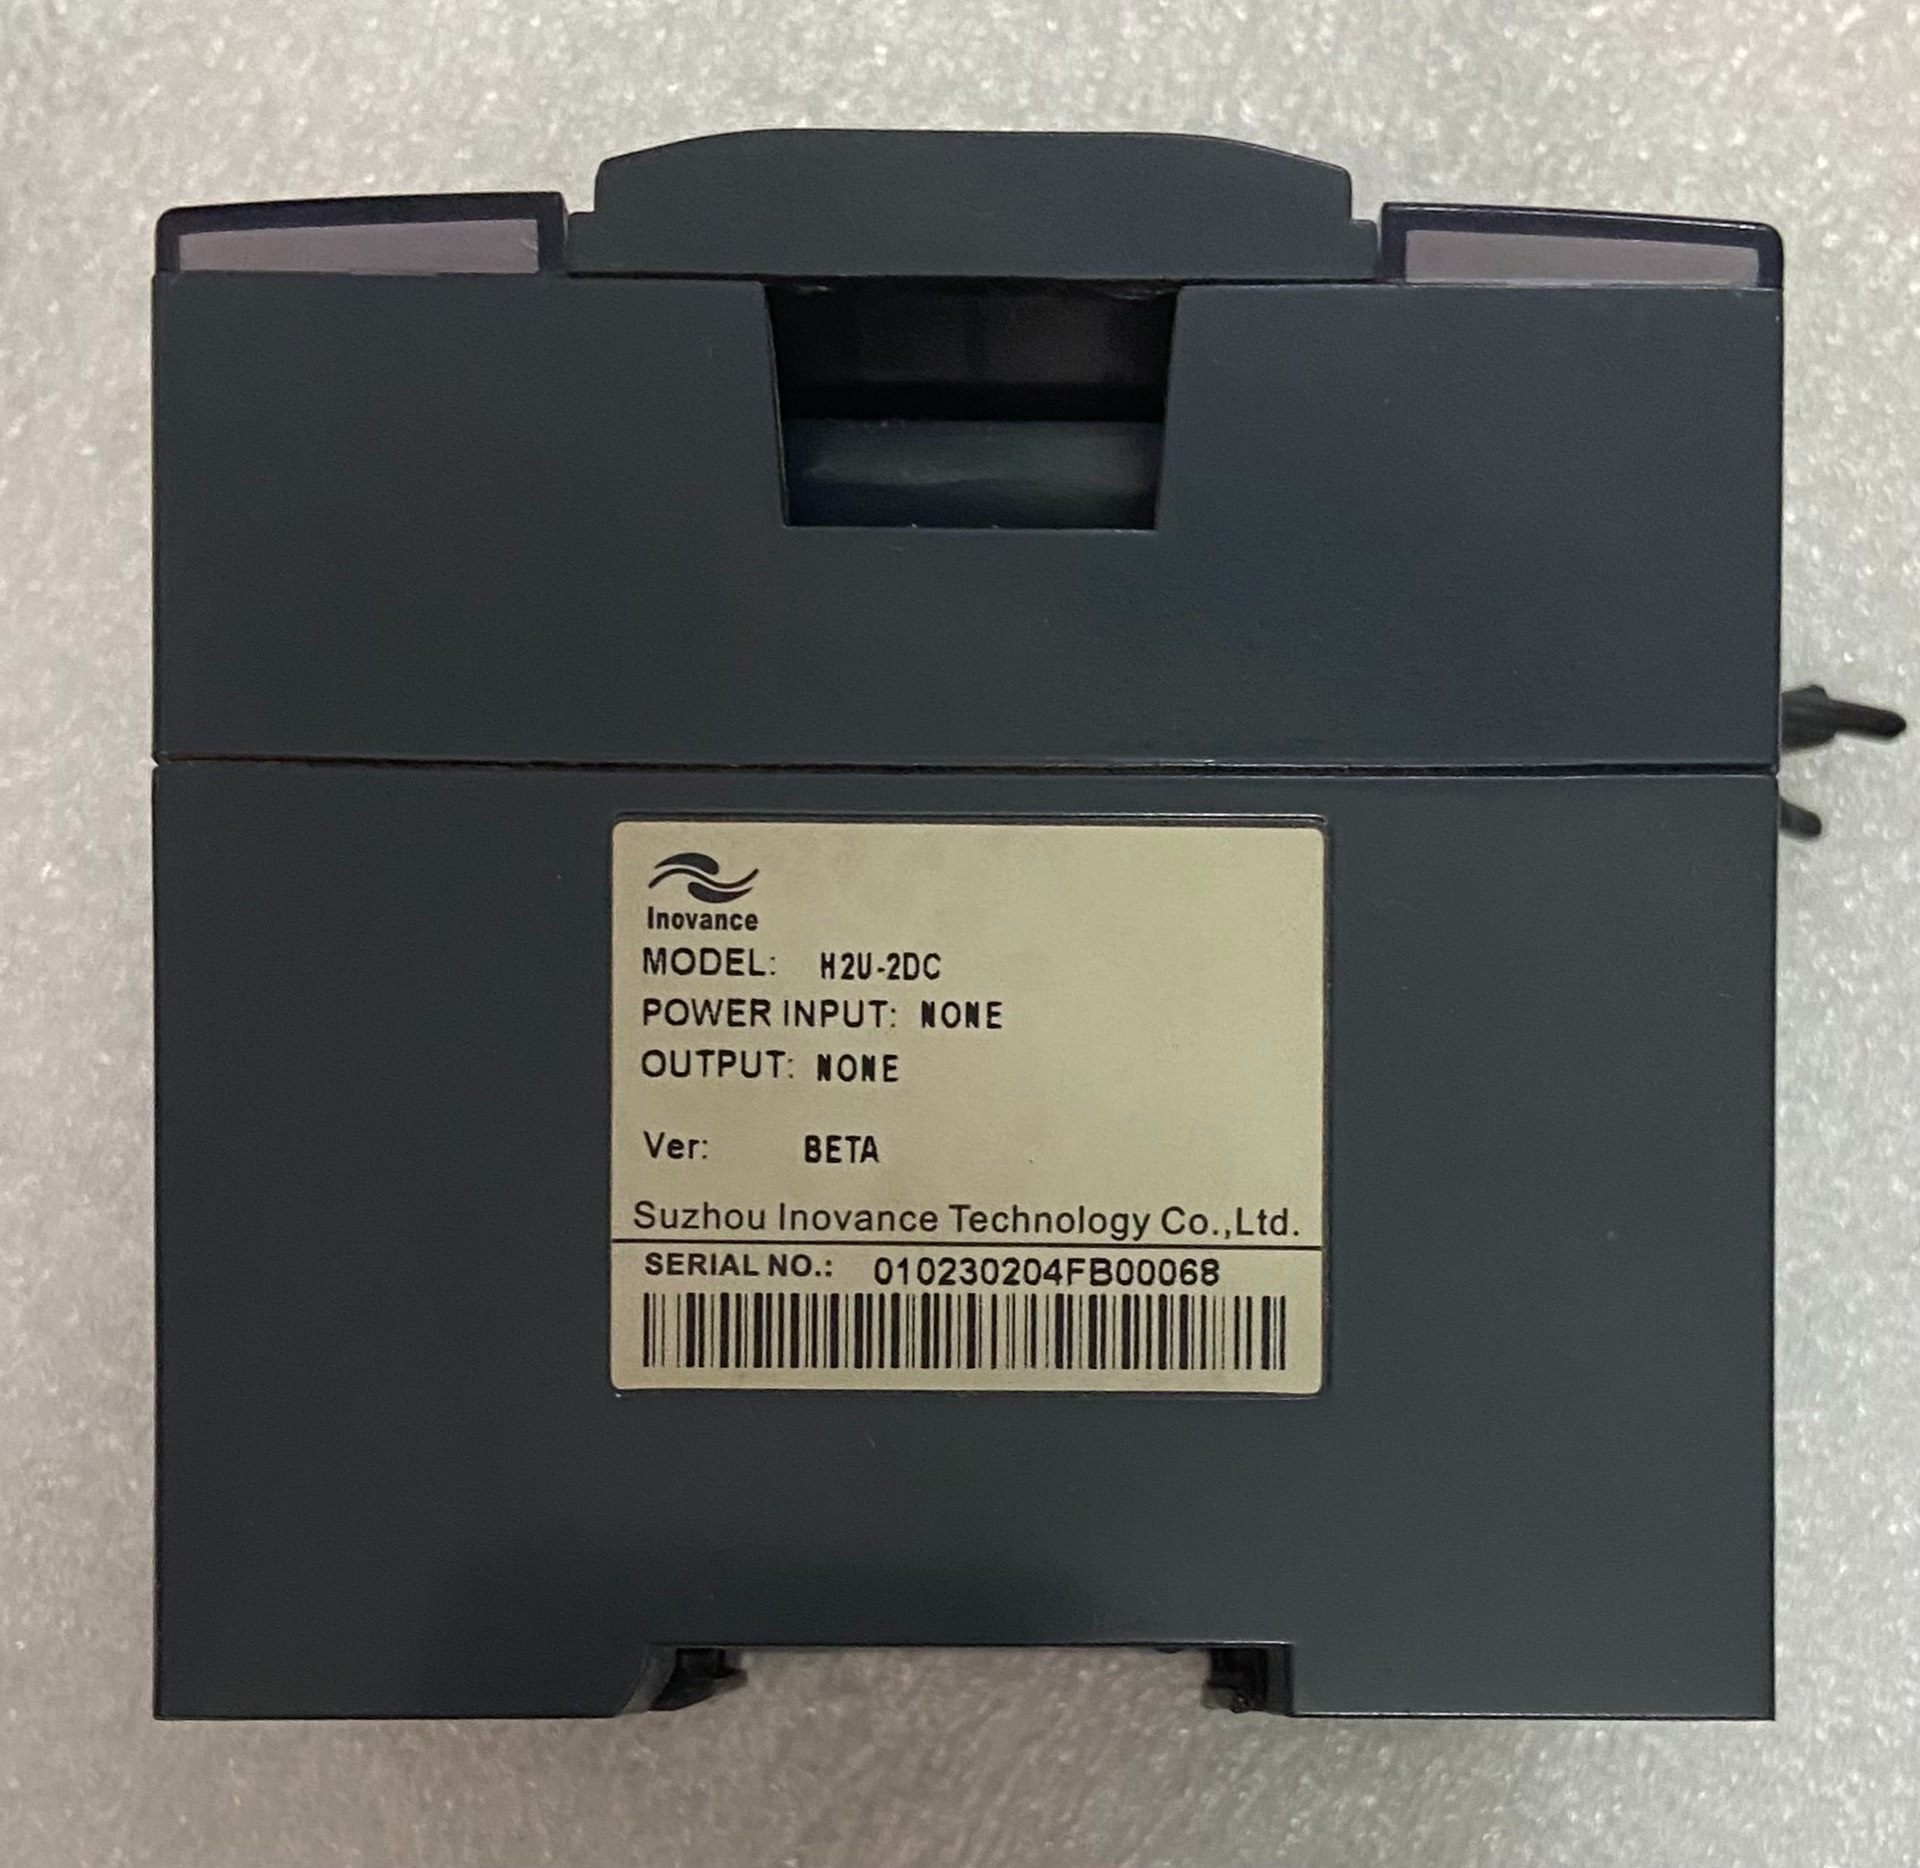 Inovance
MODEL: H2U-2DC
POWER INPUT: NONE
OUTPUT: NONE
Ver: BETA
Suzhou Inovance Technology Co.,Ltd.
SERIAL NO.: 010230204FB00068